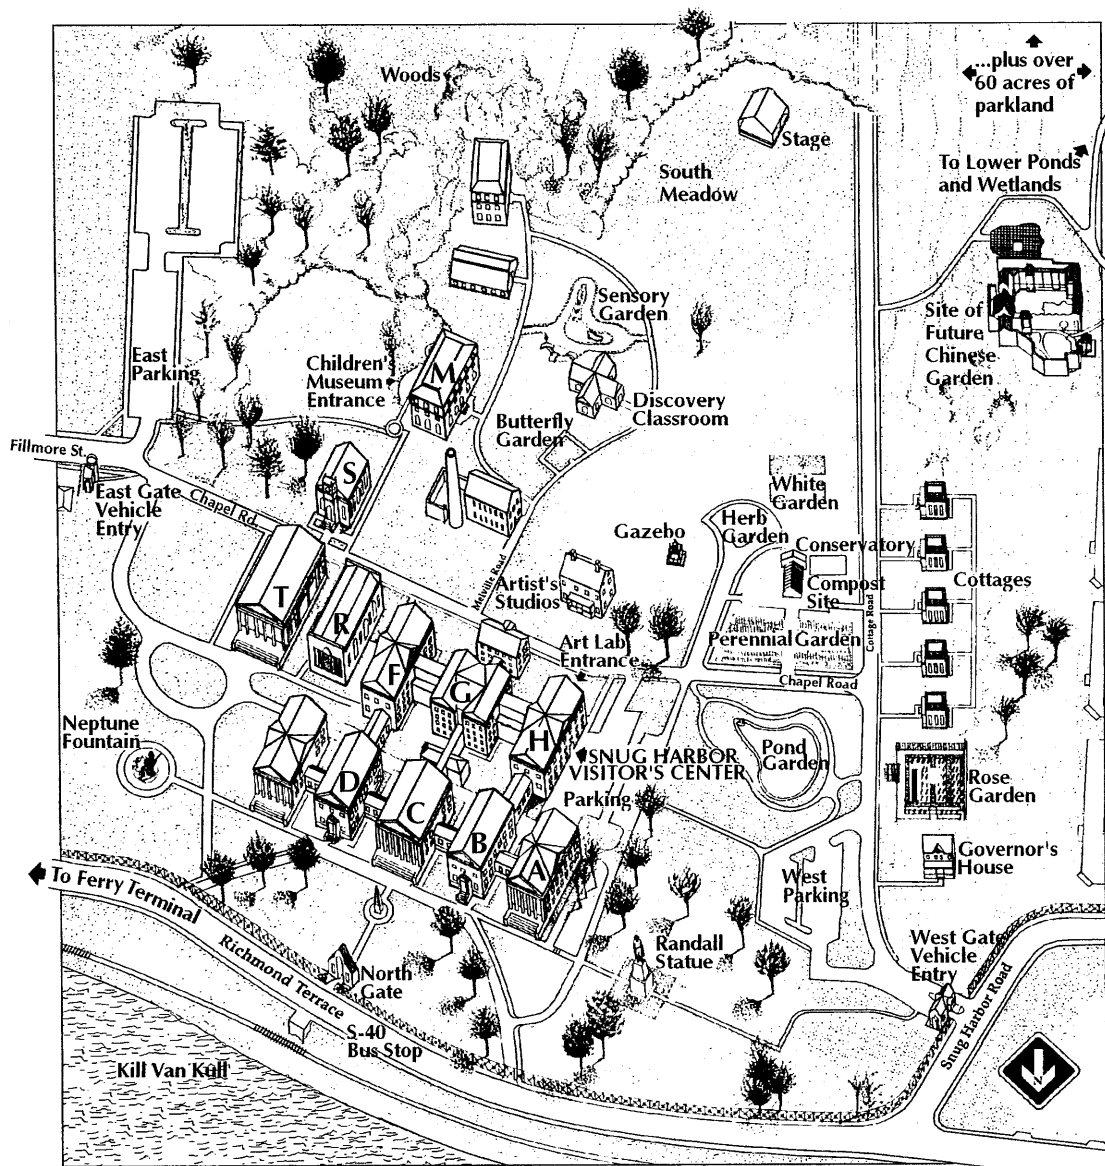 Woods
...plus over
60 acres of
parkland
Stage
To Lower Ponds
and Wetlands
South
Meadow
Sensory
Garden
Site of
Future
Chinese
Garden
East
Parking
Children's
Museum
Entrance
M
Discovery
Classroom
Butterfly
Garden
Fillmore St.
S
East Gate
Vehicle
Entry
Chapel Rd.
White
Garden
Herb
Garden
Gazebo
Conservatory
Compost
Site
Cottages
Melville Road
Artist's
Studios
Cottage Road
T
R
F
G
H
Perennial Garden
Art Lab
Entrance
Chapel Road
Neptune
Fountain
SNUG HARBOR
VISITOR'S CENTER
Pond
Garden
Parking
Rose
Garden
D
C
B
A
Governor's
House
West
Parking
To Ferry Terminal
Richmond Terrace
North
Gate
Randall
Statue
West Gate
Vehicle
Entry
Snug Harbor Road
S-40
Bus Stop
Kill Van Kull
N